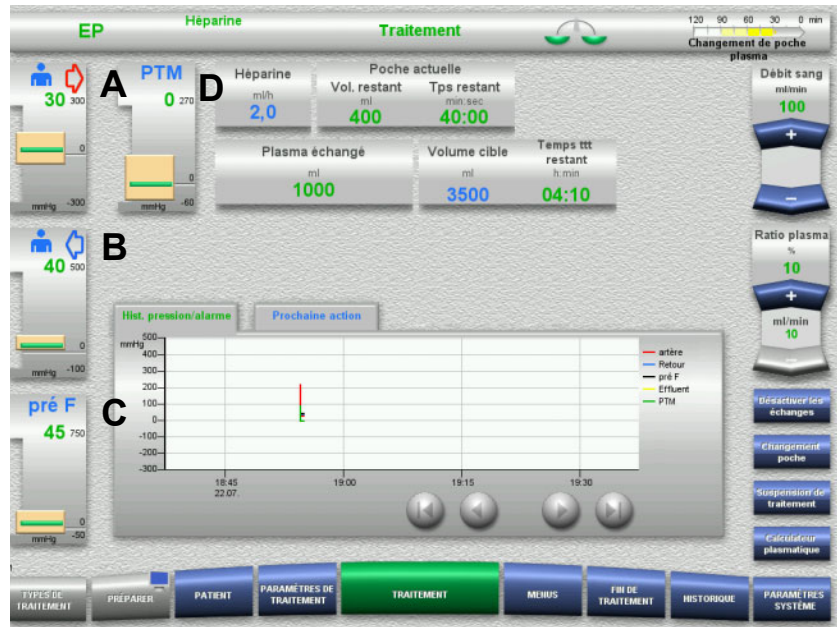 EP
Héparine
Traitement
120 90 60 30 0 min
Changement de poche
plasma
A
30
300
0
mmHg -300
PTM
0 270
0
mmHg -60
D
Héparine
ml/h
2,0
Poche actuelle
Vol. restant Tps restant
ml min:sec
400 40:00
Plasma échangé
ml
1000
Volume cible
ml
3500
Temps ttt
restant
h:min
04:10
Débit sang
ml/min
100
+
−
B
40 500
0
mmHg -100
Ratio plasma
%
10
+
ml/min
10
−
C
pré F
45 750
0
mmHg -50
Hist. pression/alarme
Prochaine action
mmHg
500
400
300
200
100
0
-100
-200
-300
18:45 19:00 19:15 19:30
22.07.
artère
Retour
pré F
Effluent
PTM
Désactiver les
échanges
Changement
poche
Suspension de
traitement
Calculateur
plasmatique
TYPES DE
TRAITEMENT
PRÉPARER
PATIENT
PARAMÈTRES DE
TRAITEMENT
TRAITEMENT
MENUS
FIN DE
TRAITEMENT
HISTORIQUE
PARAMÈTRES
SYSTÈME